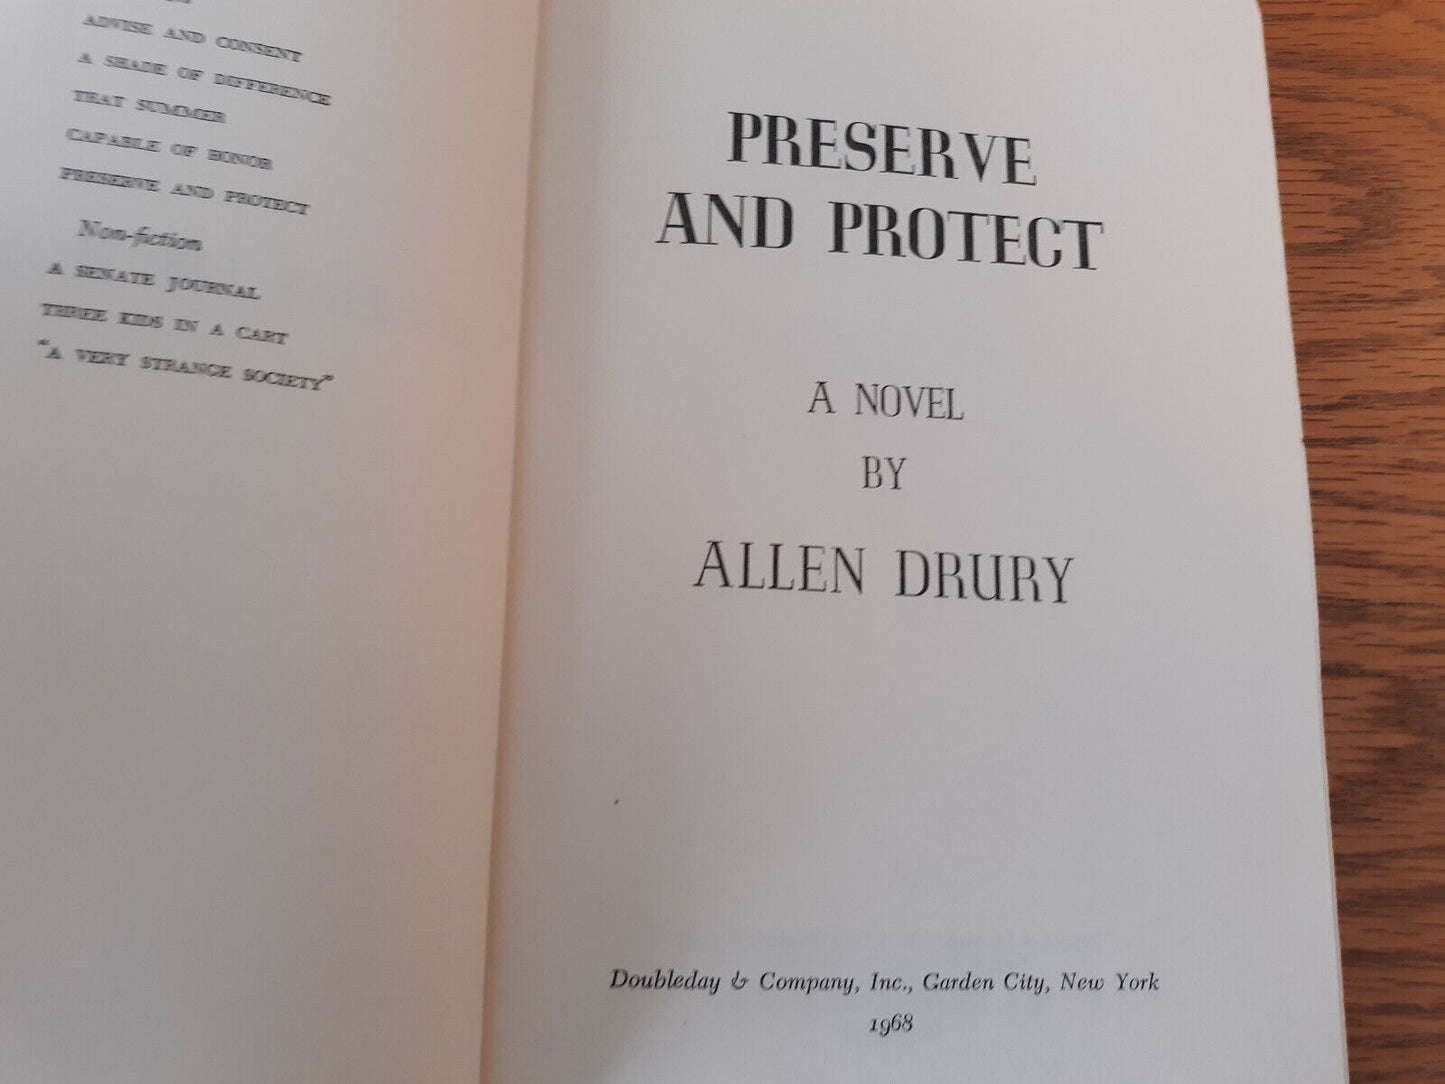 ADVISE AND CONSENT
A SHADE OF DIFFERENCE
THAT SUMMER
CAPABLE OF HONOR
PRESERVE AND PROTECT
Non-fiction
A SENATE JOURNAL
THREE KIDS IN A CART
“A VERY STRANGE SOCIETY”
PRESERVE
AND PROTECT
A NOVEL
BY
ALLEN DRURY
Doubleday & Company, Inc., Garden City, New York
1968